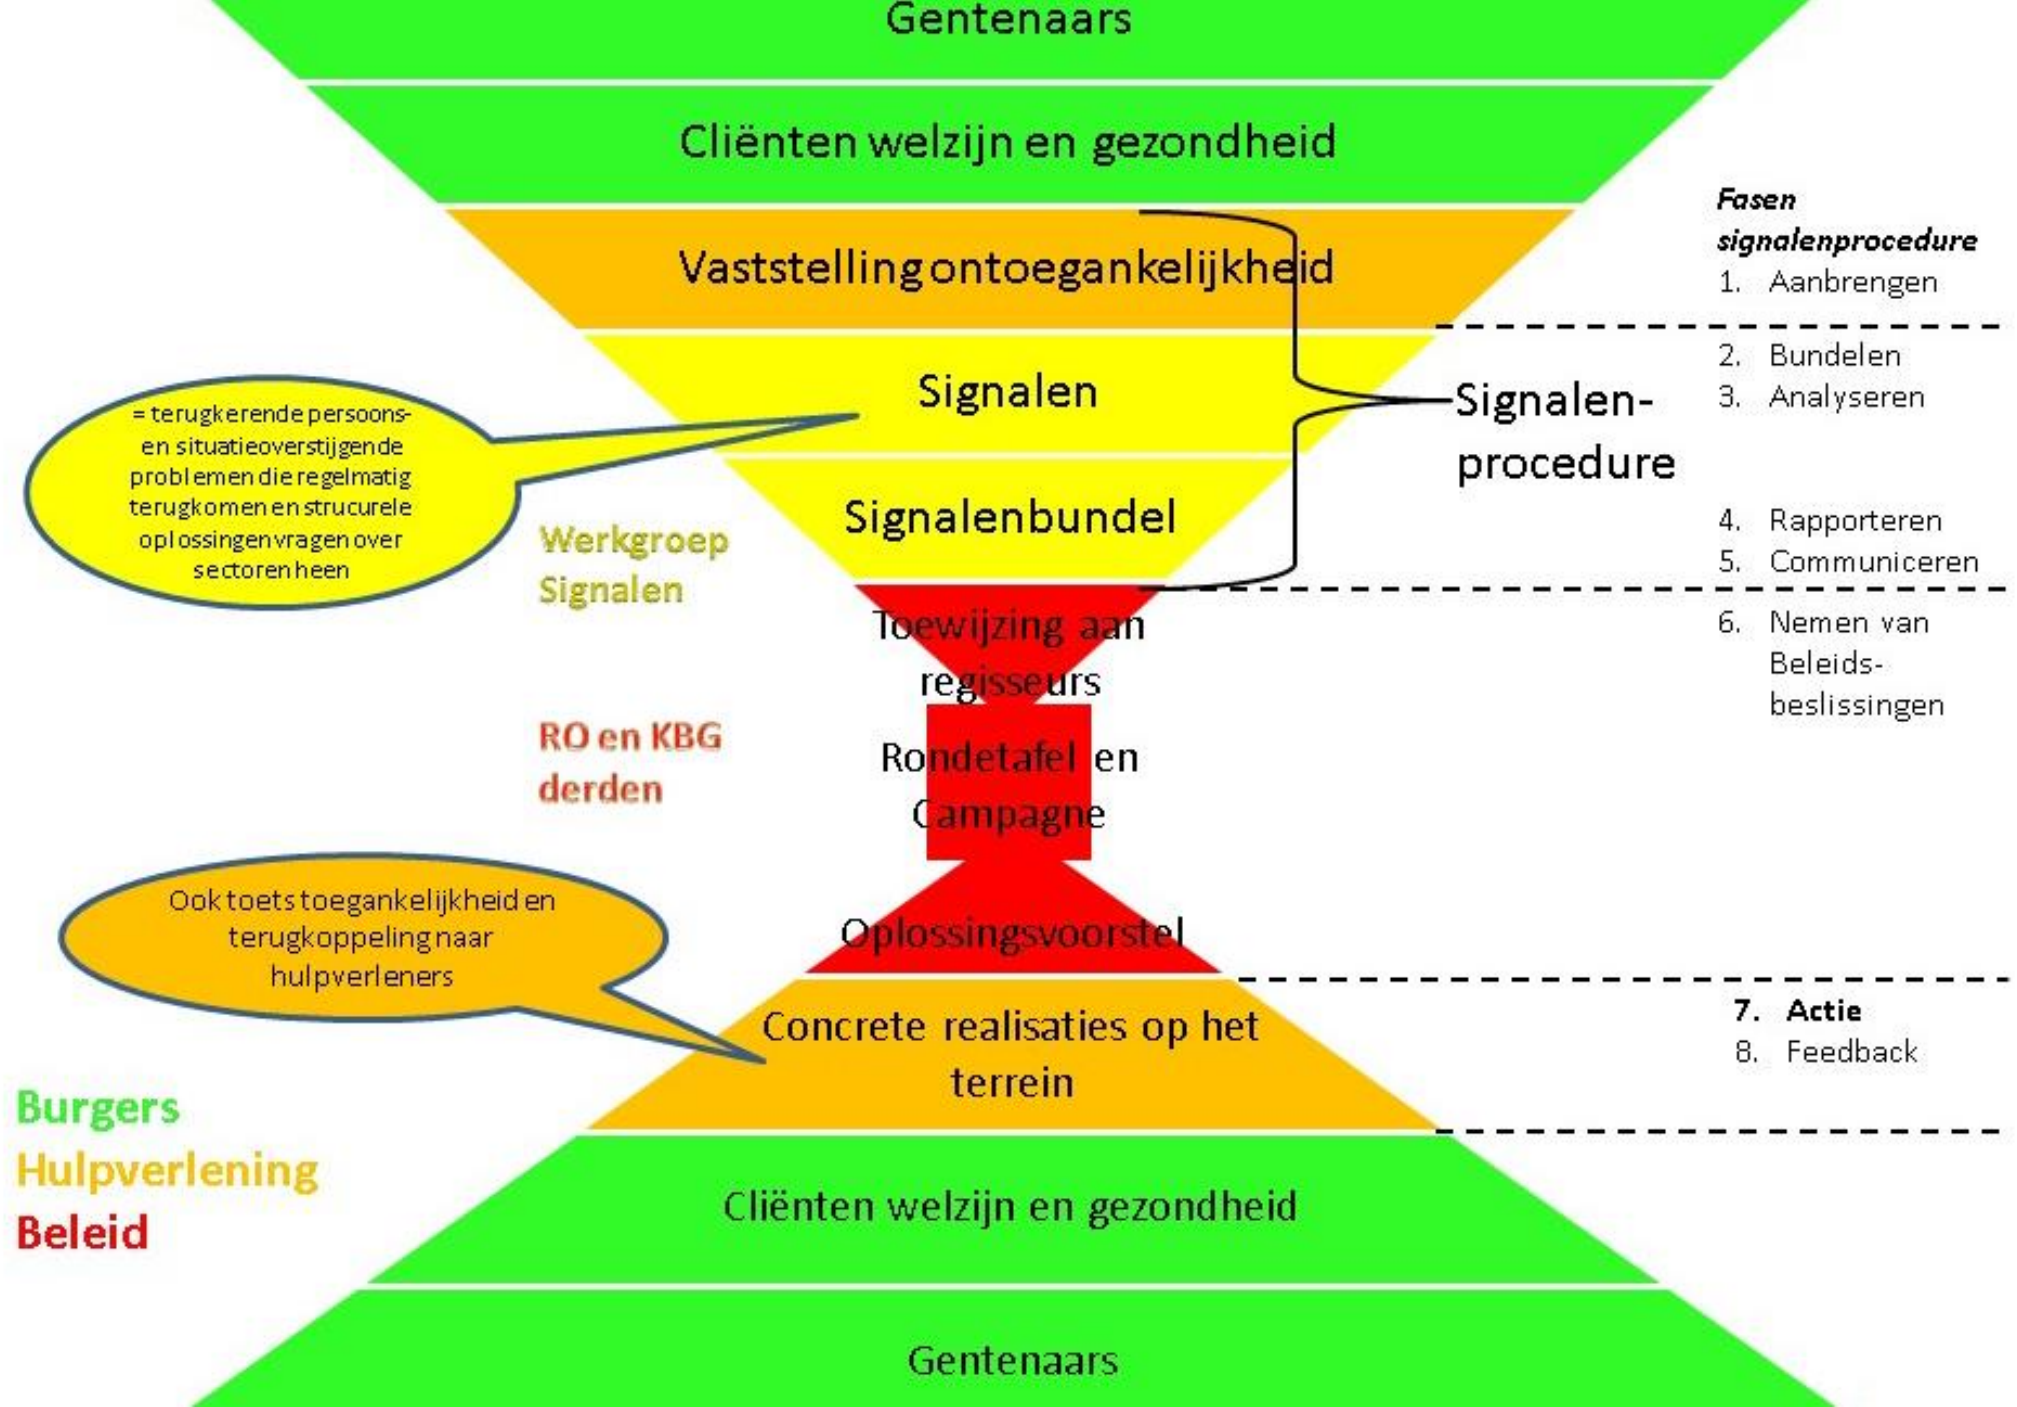 Gentenaars
Cliënten welzijn en gezondheid
Vaststelling ontoegankelijkheid
Signalen
Signalenbundel
Toewijzing aan
regisseurs
Rondetafel en
Campagne
Oplossingsvoorstel
Concrete realisaties op het
terrein
Cliënten welzijn en gezondheid
Gentenaars
= terugkerende persoons-
en situatieoverstijgende
problemen die regelmatig
terugkomen en strucurele
oplossingen vragen over
sectoren heen
Werkgroep
Signalen
RO en KBG
derden
Ook toets toegankelijkheid en
terugkoppeling naar
hulpverleners
Burgers
Hulpverlening
Beleid
Signalen-
procedure
Fasen
signalenprocedure
1. Aanbrengen
2. Bundelen
3. Analyseren
4. Rapporteren
5. Communiceren
6. Nemen van
Beleids-
beslissingen
7. Actie
8. Feedback